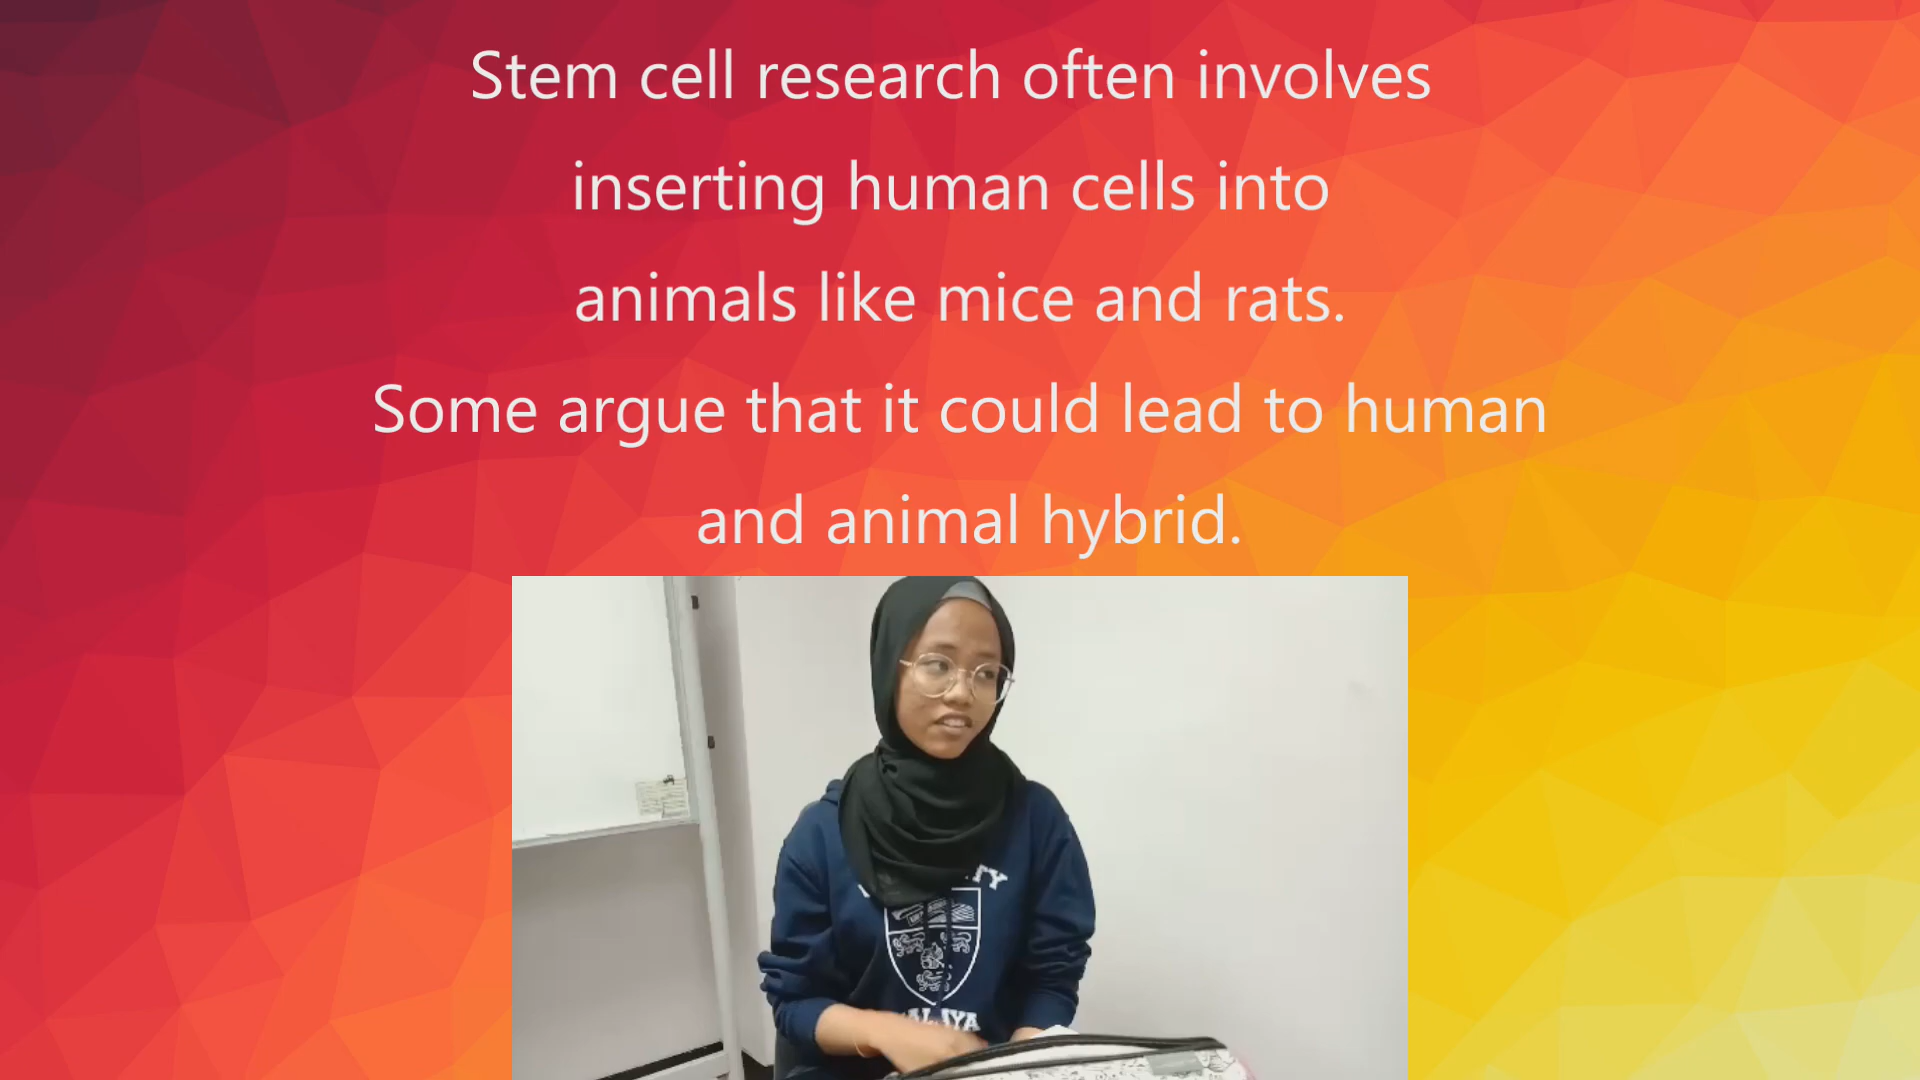 Stem cell research often involves
inserting human cells into
animals like mice and rats.
Some argue that it could lead to human
and animal hybrid.